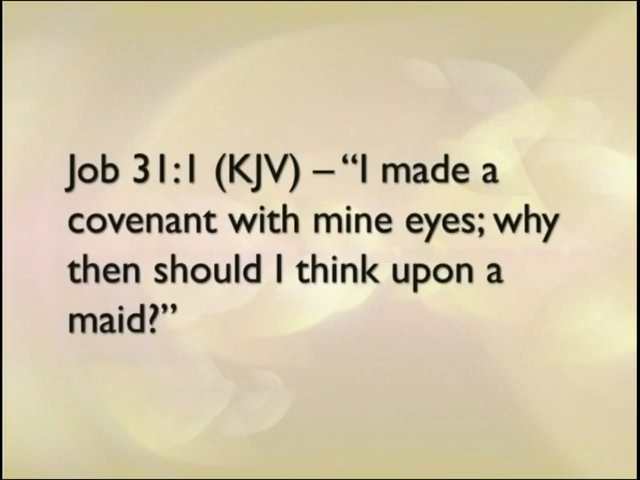 Job 31:1 (KJV) – “I made a
covenant with mine eyes; why
then should I think upon a
maid?”